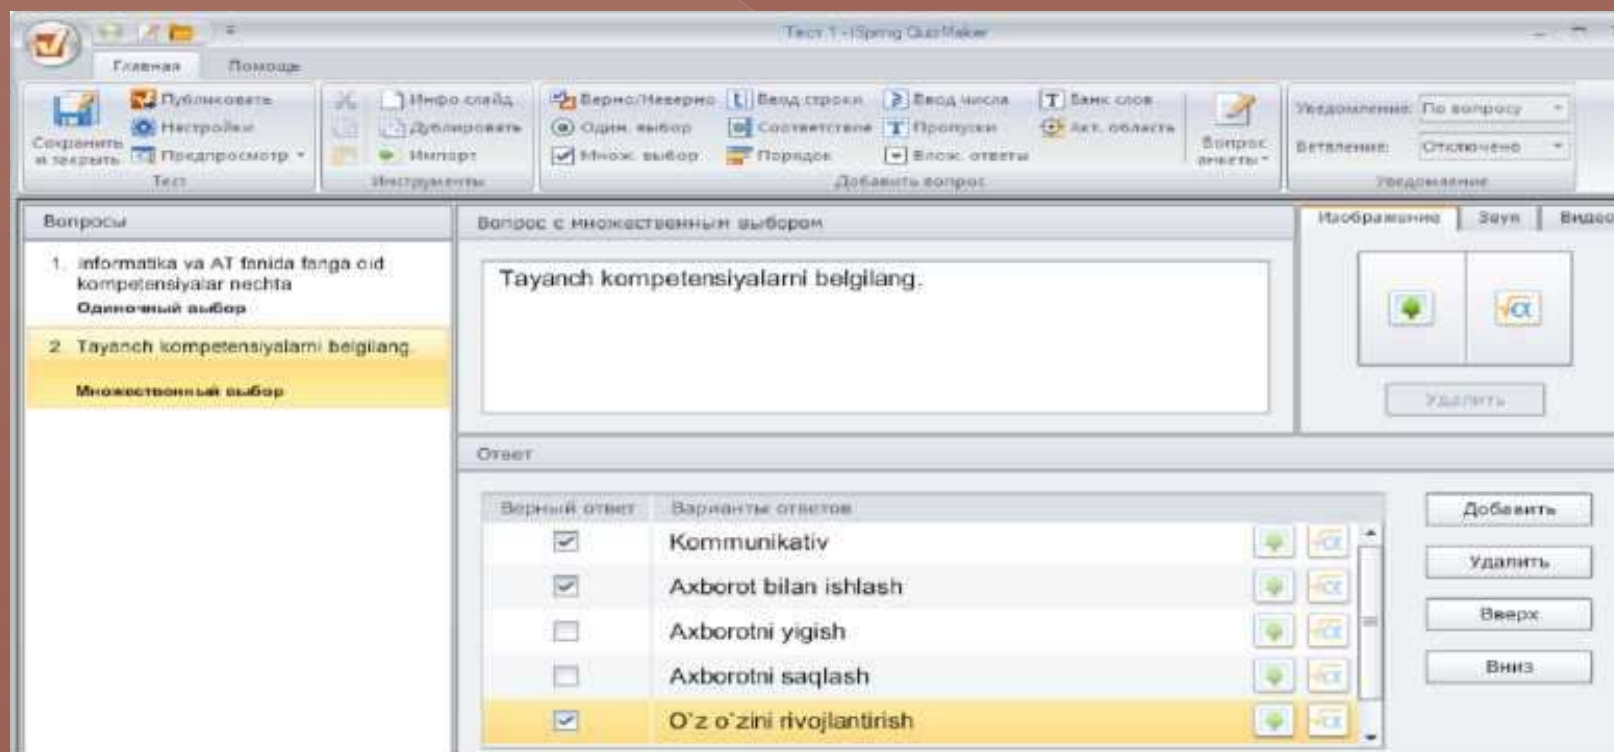 Тест 1 - iSpring QuizMaker
Главная Помощь
Сохранить и закрыть
Публиковать
Настройки
Предпросмотр
Тест
Инфо слайд
Дублировать
Импорт
Инструменты
Верно/Неверно Ввод строки Ввод числа Банк слов
Один. выбор Соответствие Пропуски Акт. область
Множ. выбор Порядок Влож. ответы
Вопрос анкеты
Добавить вопрос
Уведомление: По вопросу
Ветвление: Отключено
Уведомление
Вопросы
1. informatika va AT fanida fanga oid
kompetensiyalar nechta
Одиночный выбор
2 Tayanch kompetensiyalarni belgilang.
Множественный выбор
Вопрос с множественным выбором
Tayanch kompetensiyalarni belgilang.
Изображение Звук Видео
Удалить
Ответ
Верный ответ Варианты ответов
Kommunikativ
Axborot bilan ishlash
Axborotni yigish
Axborotni saqlash
O`z o`zini rivojlantirish
Добавить
Удалить
Вверх
Вниз